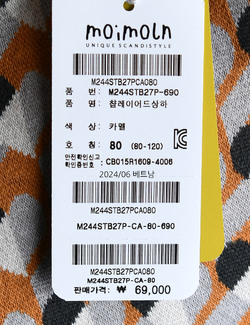 moimoln
UNIQUE SCANDISTYLE
M244STB27PCA080
품 번: M244STB27P-690
품 명: 챨레이어드상하
색 상: 카멜
호 칭: 80 (80-120)
안전확인신고
확인증번호 : CB015R1609-4006
2024/06 베트남
M244STB27PCA080
M244STB27P-CA-80-690
M244STB27PCA080
M244STB27P-CA-80
판매가격: ₩ 69,000